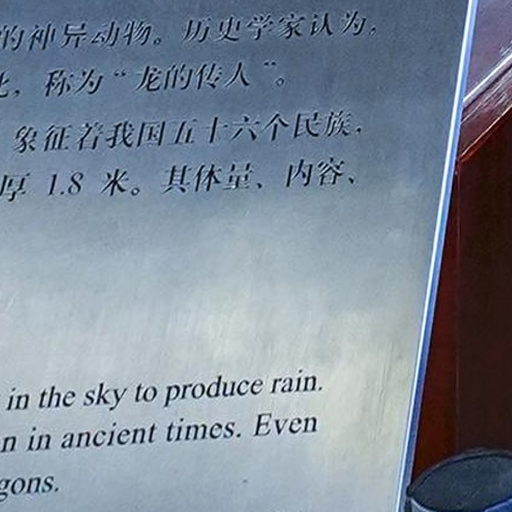 的神异动物。历史学家认为,
称为“龙的传人”。
象征着我国五十六个民族,
厚 1.8 米。其体量、内容、
in the sky to produce rain.
n in ancient times. Even
gons.